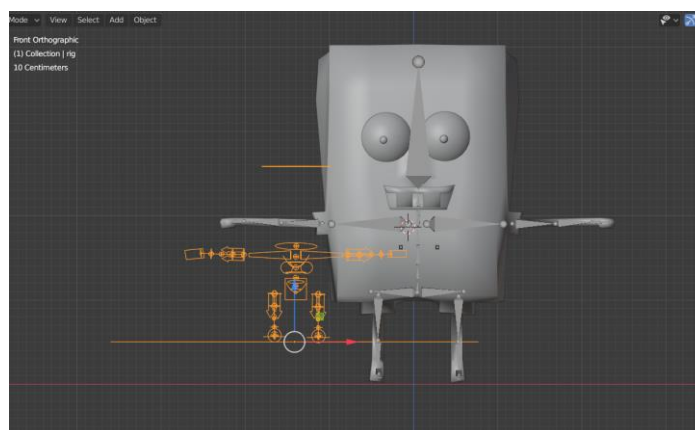 Mode View Select Add Object
Front Orthographic
(1) Collection | rig
10 Centimeters